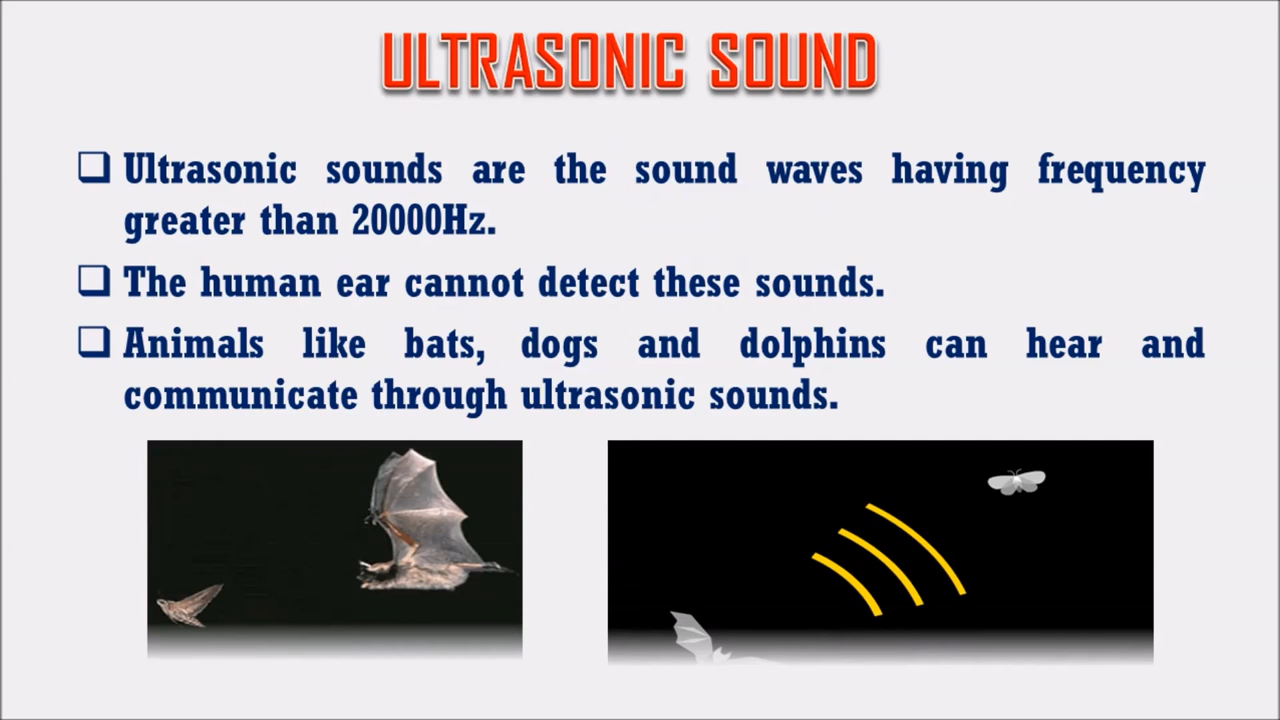 ULTRASONIC SOUND
Ultrasonic sounds are the sound waves having frequency
greater than 20000Hz.
The human ear cannot detect these sounds.
Animals like bats, dogs and dolphins can hear and
communicate through ultrasonic sounds.